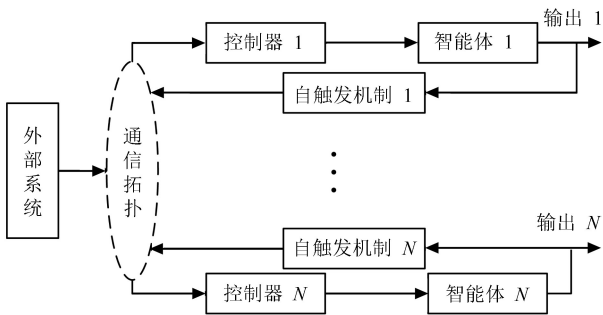 输出 1
控制器 1
智能体 1
自触发机制 1
外部系统
通信拓扑
输出 N
自触发机制 N
控制器 N
智能体 N